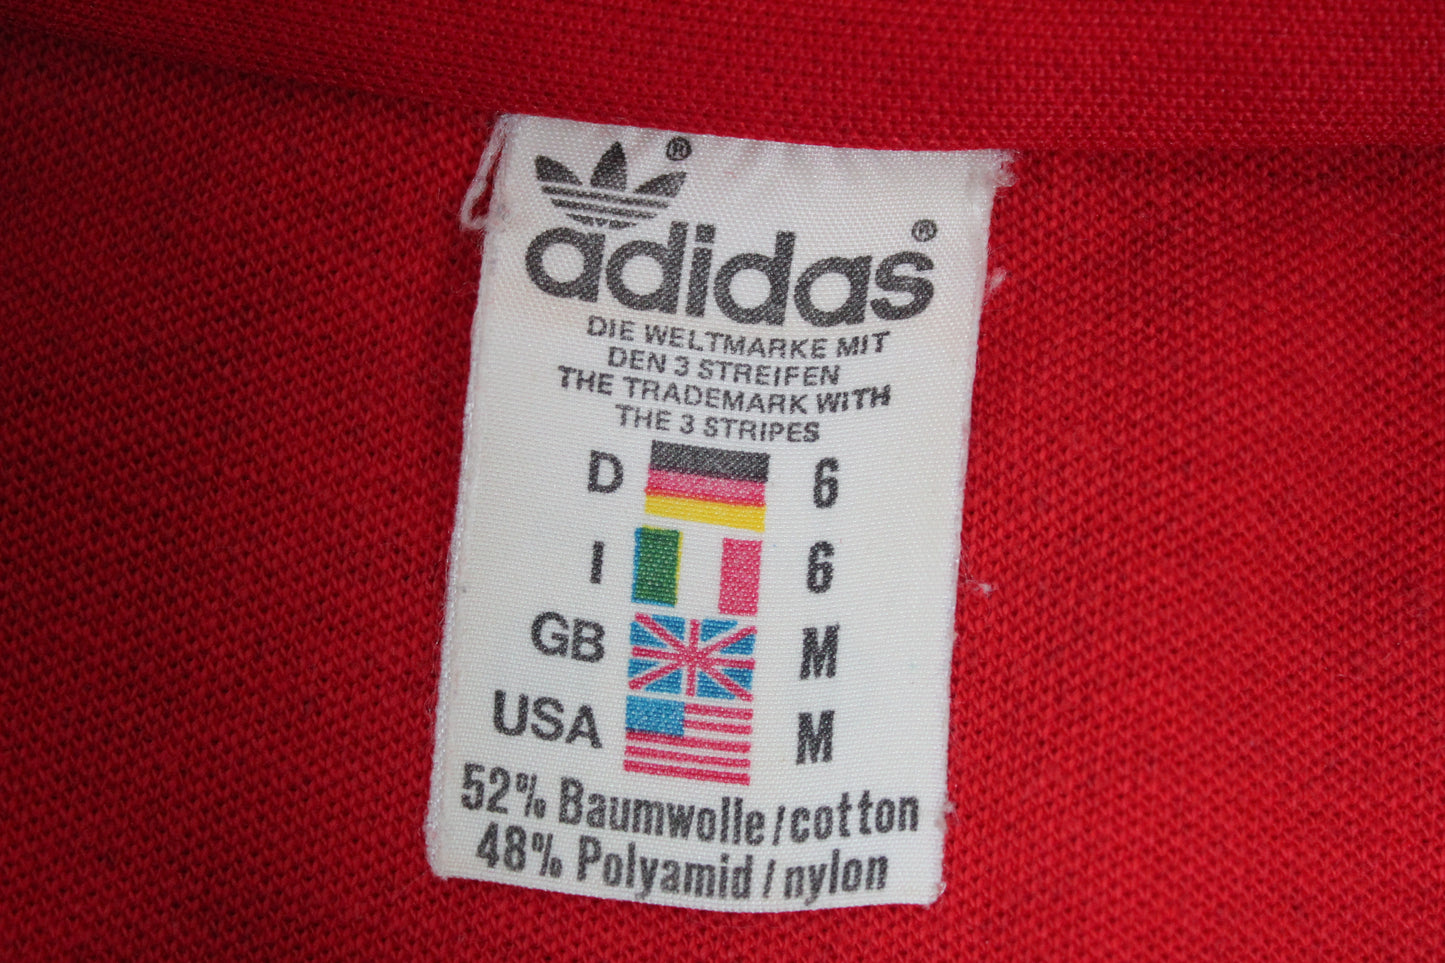 ®
adidas®
DIE WELTMARKE MIT
DEN 3 STREIFEN
THE TRADEMARK WITH
THE 3 STRIPES
D 6
I 6
GB M
USA M
52% Baumwolle/cotton
48% Polyamid/nylon